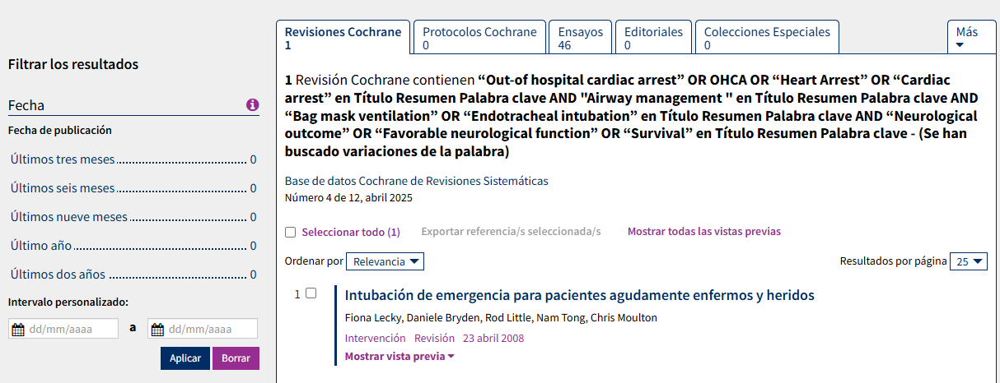 Filtrar los resultados
Fecha
Fecha de publicación
Últimos tres meses 0
Últimos seis meses 0
Últimos nueve meses 0
Último año 0
Últimos dos años 0
Intervalo personalizado:
dd/mm/aaaa a dd/mm/aaaa
Aplicar Borrar
Revisiones Cochrane
1
Protocolos Cochrane
0
Ensayos
46
Editoriales
0
Colecciones Especiales
0
Más
1 Revisión Cochrane contienen “Out-of hospital cardiac arrest” OR OHCA OR “Heart Arrest” OR “Cardiac
arrest” en Título Resumen Palabra clave AND "Airway management " en Título Resumen Palabra clave AND
“Bag mask ventilation” OR “Endotracheal intubation” en Título Resumen Palabra clave AND “Neurological
outcome” OR “Favorable neurological function” OR “Survival” en Título Resumen Palabra clave - (Se han
buscado variaciones de la palabra)
Base de datos Cochrane de Revisiones Sistemáticas
Número 4 de 12, abril 2025
Seleccionar todo (1) Exportar referencia/s seleccionada/s Mostrar todas las vistas previas
Ordenar por Relevancia Resultados por página 25
1 Intubación de emergencia para pacientes agudamente enfermos y heridos
Fiona Lecky, Daniele Bryden, Rod Little, Nam Tong, Chris Moulton
Intervención Revisión 23 abril 2008
Mostrar vista previa